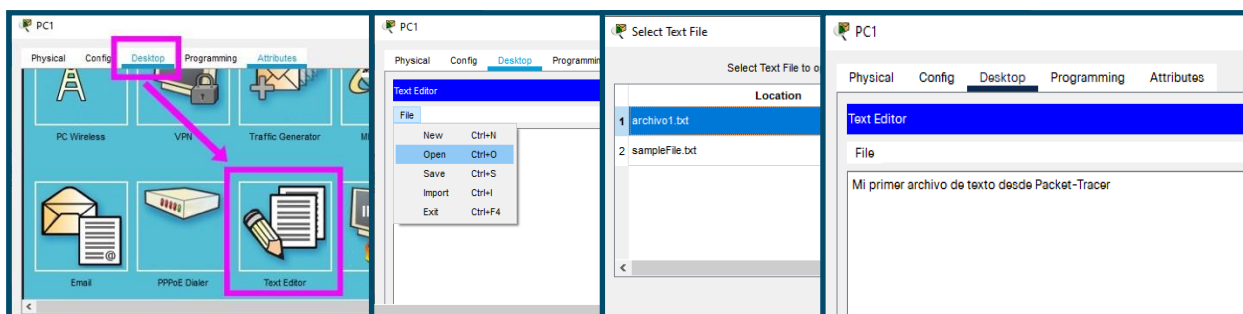 PC1
Physical Config Desktop Programming Attributes
PC Wireless
VPN
Traffic Generator
Email
PPPoE Dialer
Text Editor
PC1
Physical Config Desktop
Text Editor
File
New Ctrl+N
Open Ctrl+O
Save Ctrl+S
Import Ctrl+I
Exit Ctrl+F4
Select Text File
Select Text File to
Location
1 archivo1.txt
2 sampleFile.txt
PC1
Physical Config Desktop Programming Attributes
Text Editor
File
Mi primer archivo de texto desde Packet-Tracer